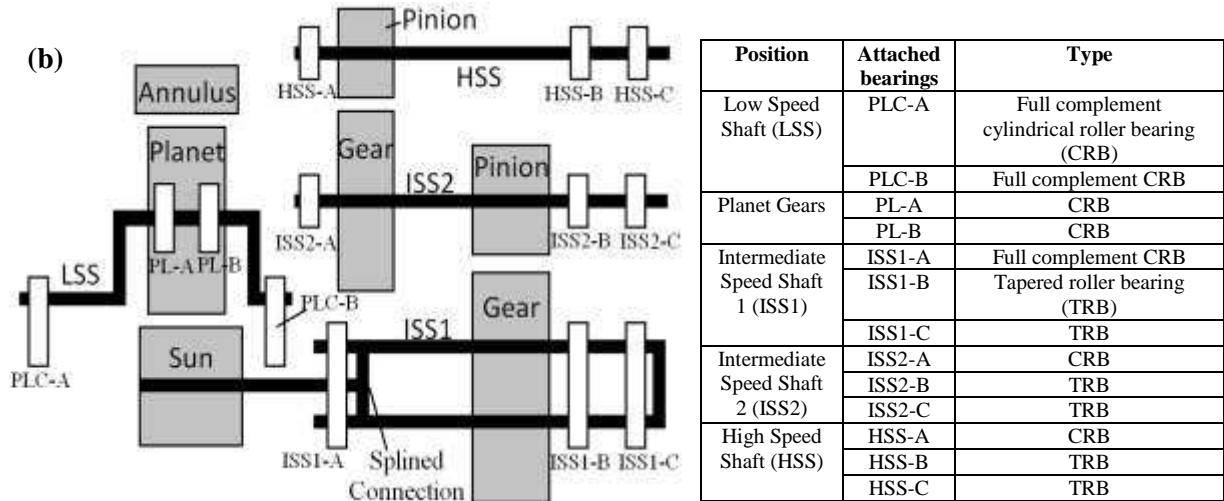 (b)
Pinion
HSS
HSS-A
HSS-B
HSS-C
Annulus
Planet
Gear
Pinion
ISS2
ISS2-A
ISS2-B
ISS2-C
PL-A
PL-B
LSS
PLC-B
PLC-A
Sun
ISS1
Gear
ISS1-A
Splined
Connection
ISS1-B
ISS1-C
Position Attached bearings Type
Low Speed Shaft (LSS) PLC-A Full complement cylindrical roller bearing (CRB)
PLC-B Full complement CRB
Planet Gears PL-A CRB
PL-B CRB
Intermediate Speed Shaft 1 (ISS1) ISS1-A Full complement CRB
ISS1-B Tapered roller bearing (TRB)
ISS1-C TRB
Intermediate Speed Shaft 2 (ISS2) ISS2-A CRB
ISS2-B TRB
ISS2-C TRB
High Speed Shaft (HSS) HSS-A CRB
HSS-B TRB
HSS-C TRB